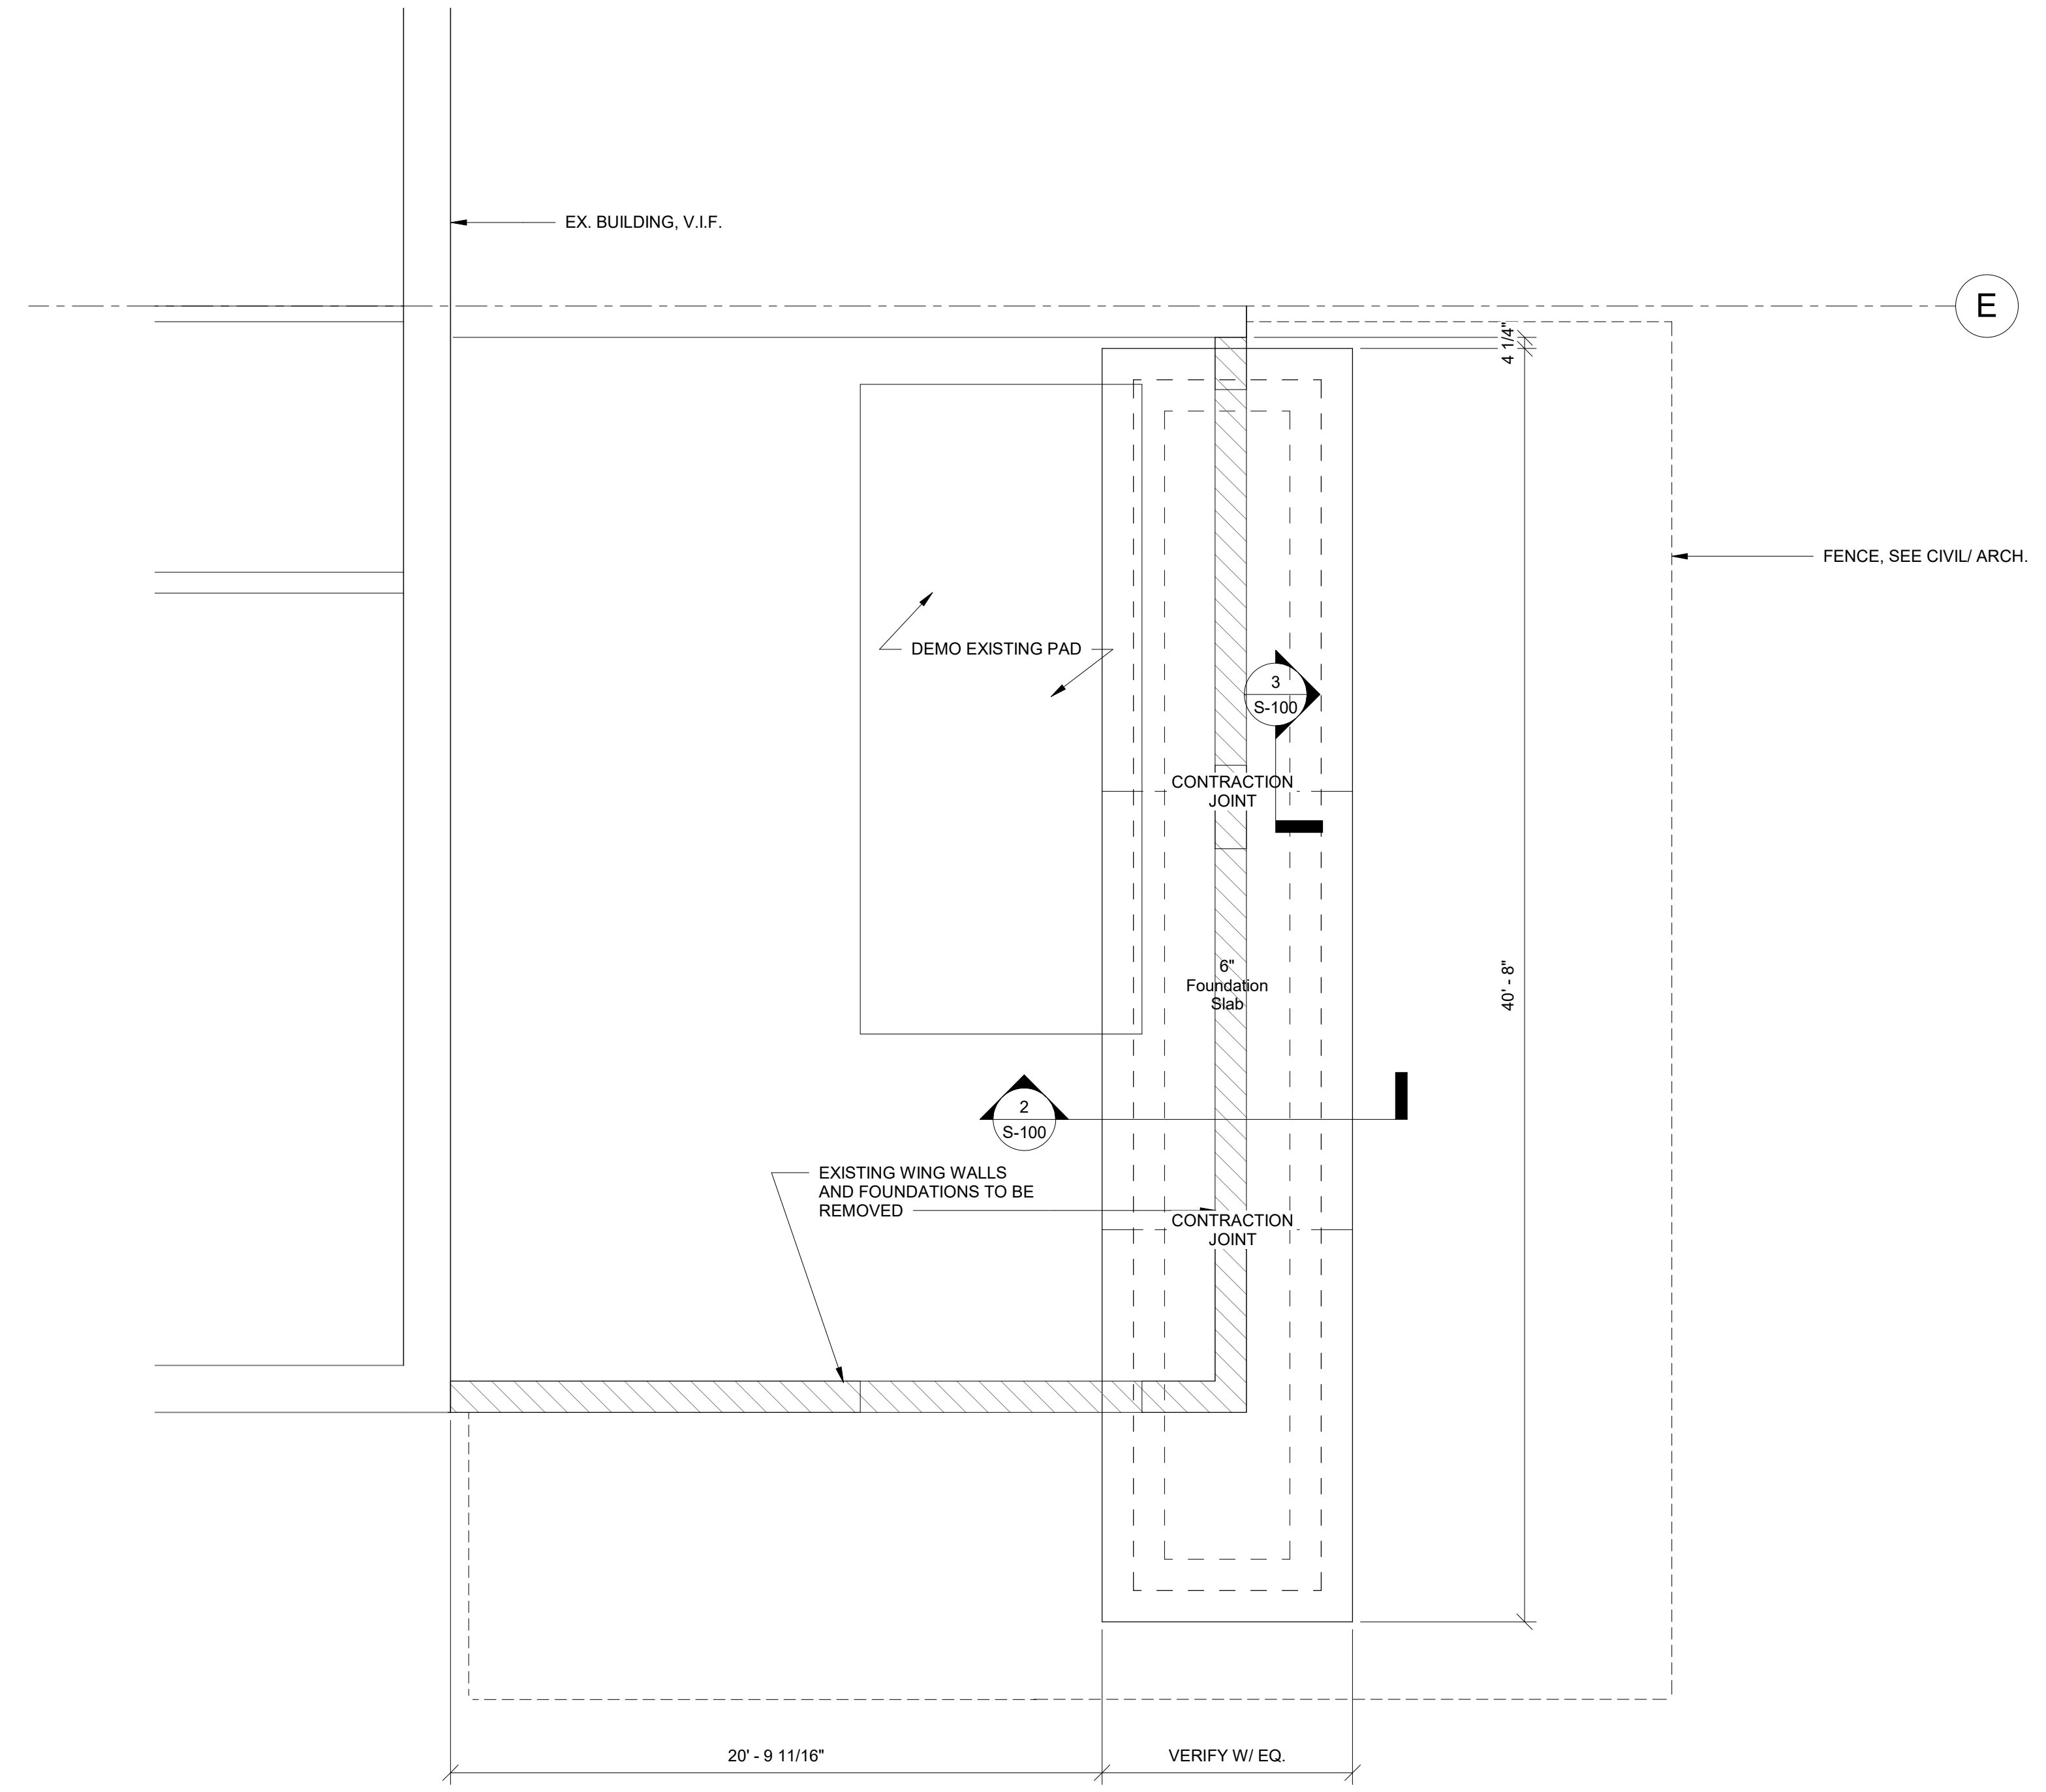 EX. BUILDING, V.I.F.
E
4 1/4"
FENCE, SEE CIVIL/ ARCH.
DEMO EXISTING PAD
3
S-100
CONTRACTION
JOINT
6"
Foundation
Slab
40' - 8"
2
S-100
EXISTING WING WALLS
AND FOUNDATIONS TO BE
REMOVED
CONTRACTION
JOINT
20' - 9 11/16"
VERIFY W/ EQ.